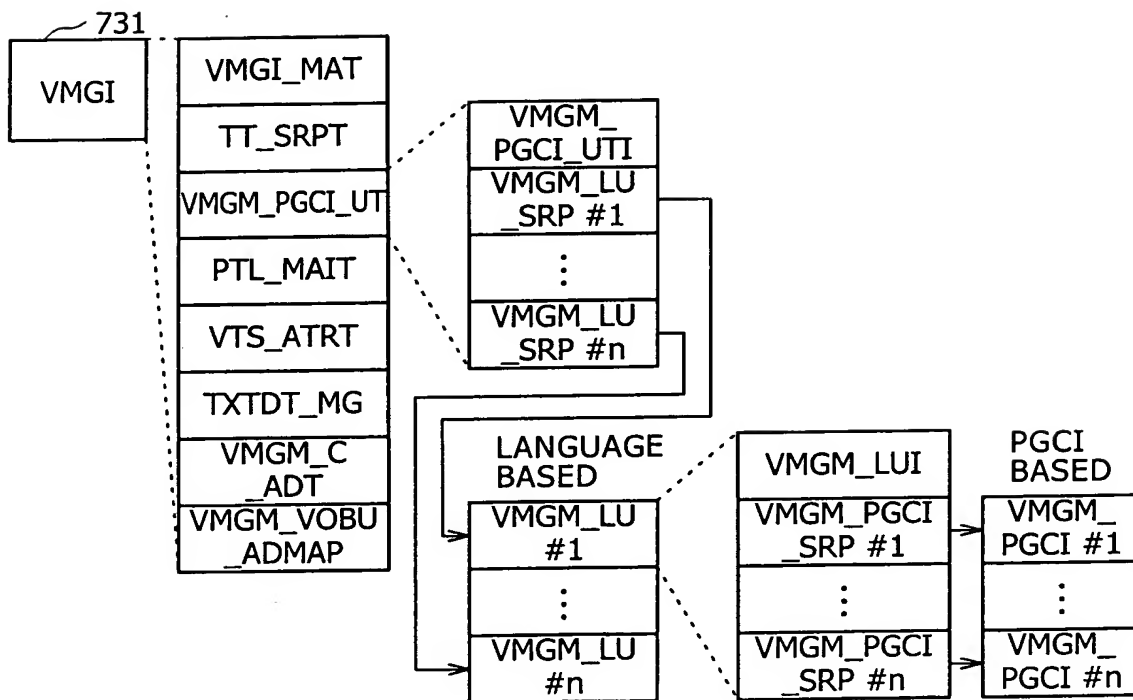 731
VMGI
VMGI_MAT
TT_SRPT
VMGM_PGCI_UT
PTL_MAIT
VTS_ATRT
TXTDT_MG
VMGM_C
_ADT
VMGM_VOBU
_ADMAP
VMGM_
PGCI_UTI
VMGM_LU
_SRP #1
⋮
VMGM_LU
_SRP #n
LANGUAGE
BASED
VMGM_LU
#1
⋮
VMGM_LU
#n
VMGM_LUI
VMGM_PGCI
_SRP #1
⋮
VMGM_PGCI
_SRP #n
PGCI
BASED
VMGM_
PGCI #1
⋮
VMGM_
PGCI #n